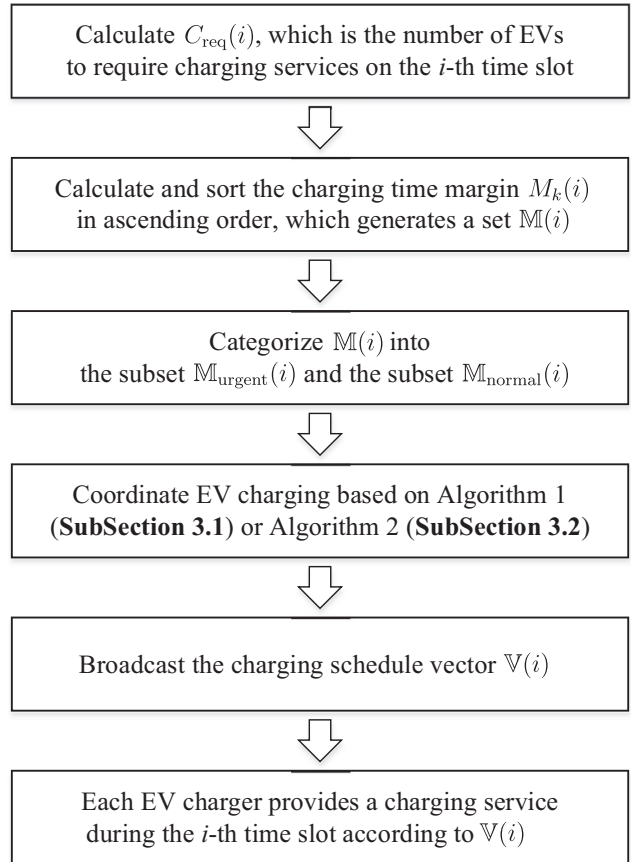 Calculate C_req(i), which is the number of EVs
to require charging services on the i-th time slot
Calculate and sort the charging time margin M_k(i)
in ascending order, which generates a set 𝕄(i)
Categorize 𝕄(i) into
the subset 𝕄_urgent(i) and the subset 𝕄_normal(i)
Coordinate EV charging based on Algorithm 1
(SubSection 3.1) or Algorithm 2 (SubSection 3.2)
Broadcast the charging schedule vector 𝕍(i)
Each EV charger provides a charging service
during the i-th time slot according to 𝕍(i)